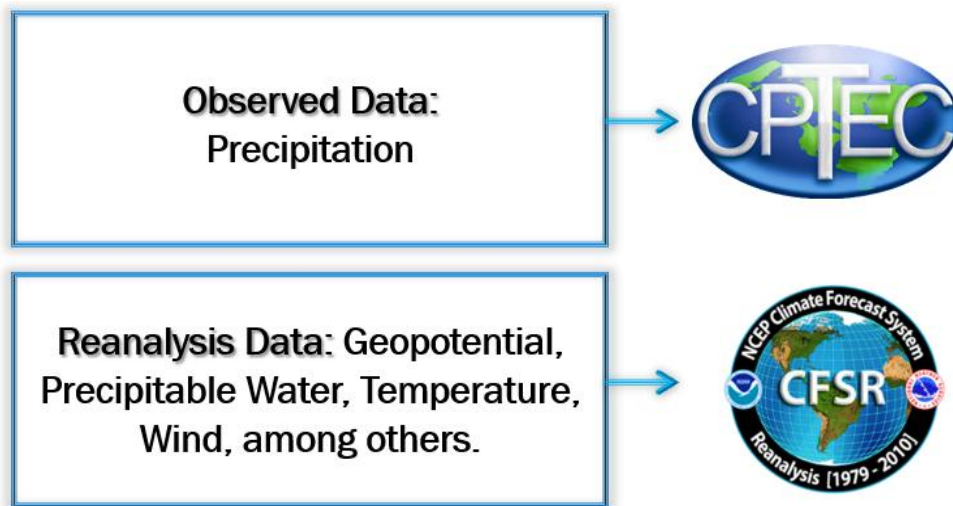 Observed Data:
Precipitation
CPTEC
Reanalysis Data: Geopotential,
Precipitable Water, Temperature,
Wind, among others.
NCEP Climate Forecast System
CFSR
Reanalysis [1979 - 2010]